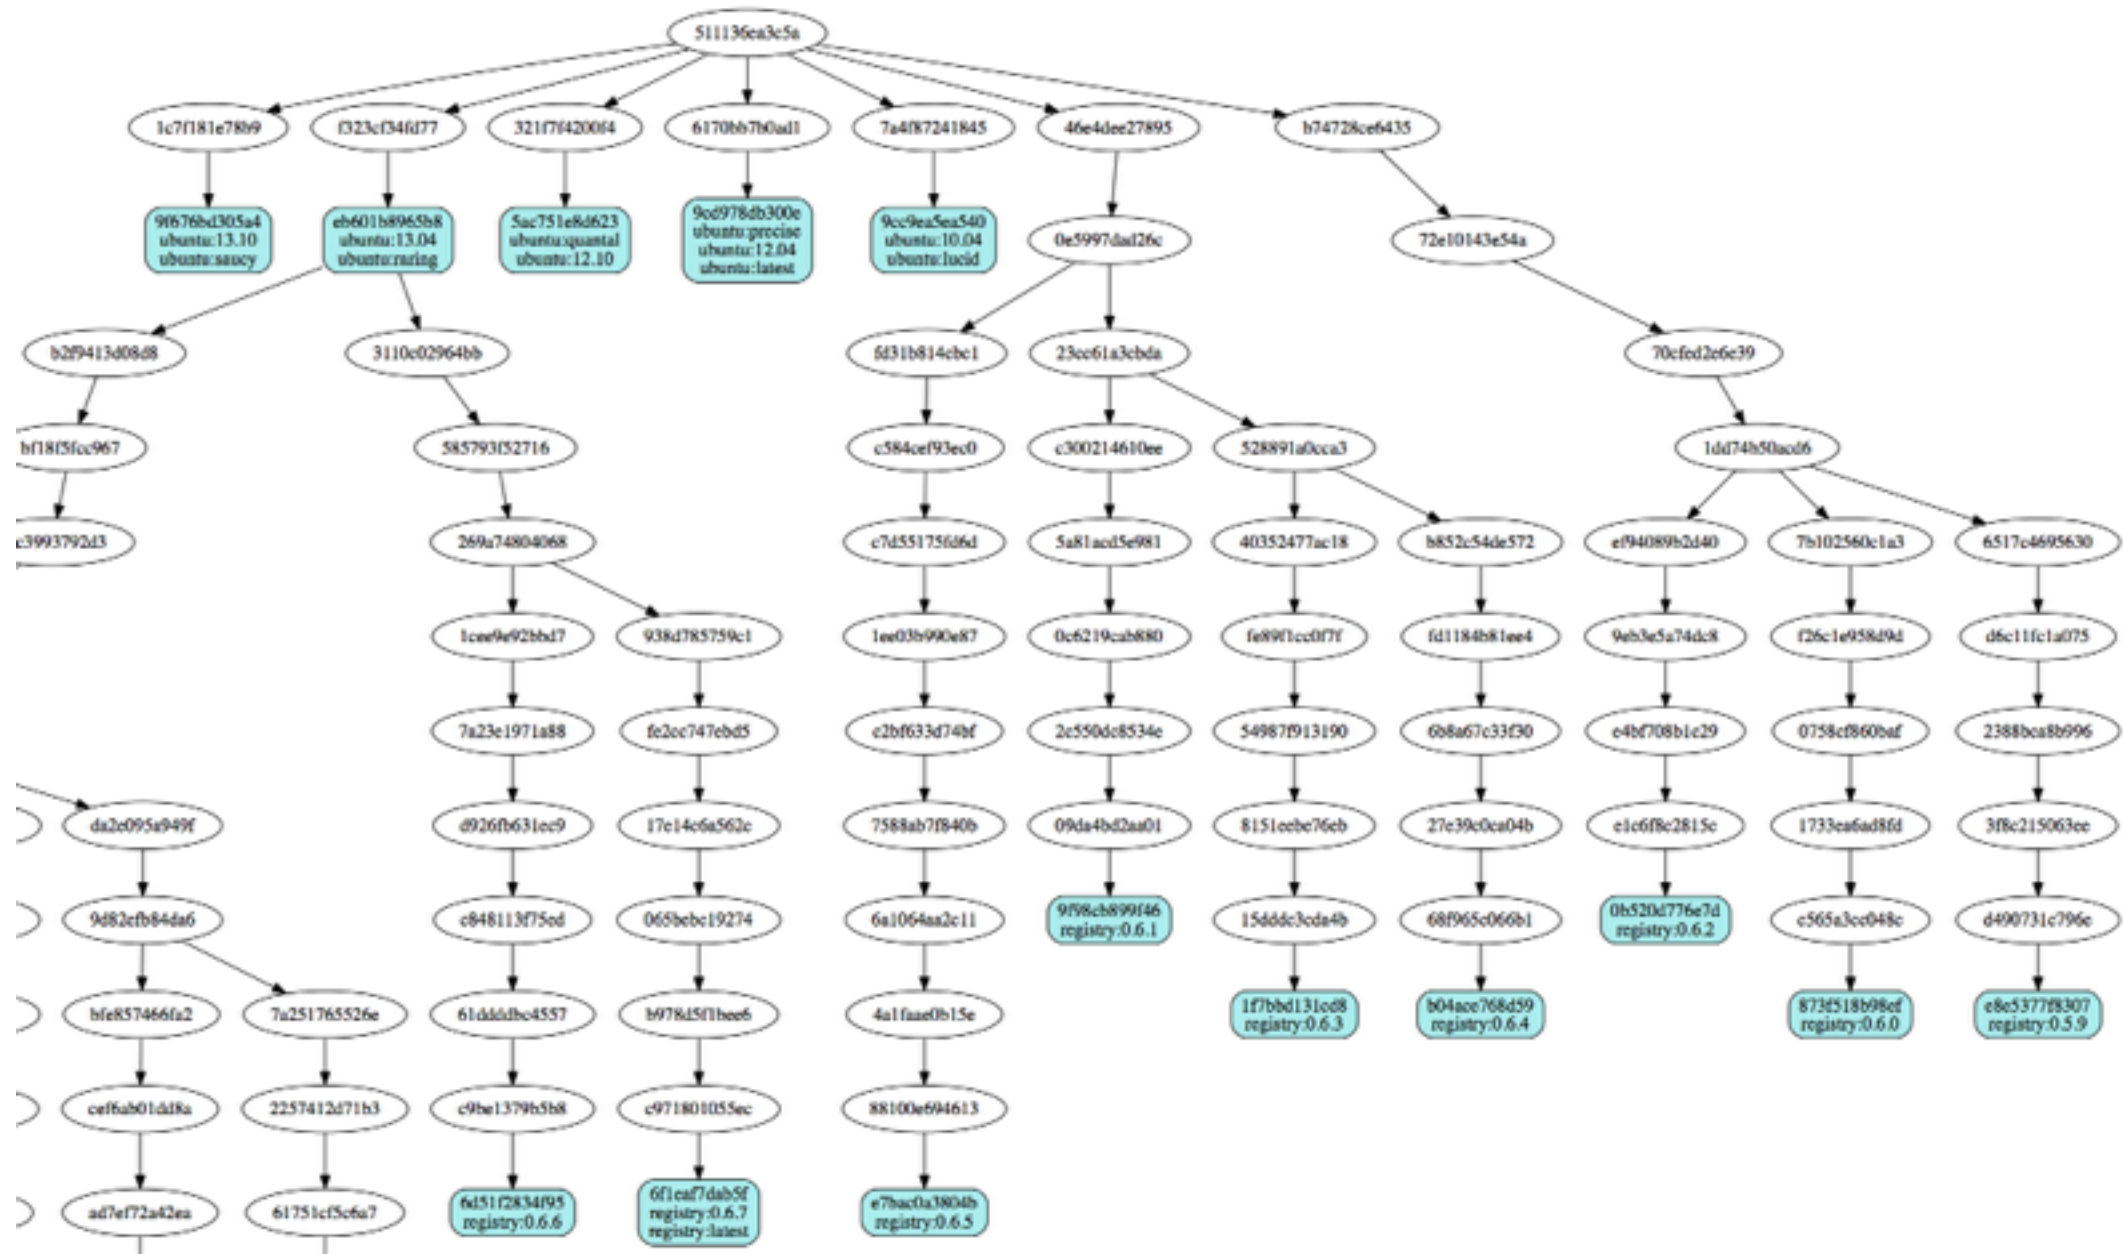 511136ea3c5a
1c7f181e78b9
f323cf34fd77
321f7f4200f4
6170bb7b0ad1
7a4f87241845
46e4dee27895
b74728ce6435
9f676bd305a4
ubuntu:13.10
ubuntu:saucy
eb601b8965b8
ubuntu:13.04
ubuntu:raring
5ac751e8d623
ubuntu:quantal
ubuntu:12.10
9cd978db300e
ubuntu:precise
ubuntu:12.04
ubuntu:latest
9cc9ea5ea540
ubuntu:10.04
ubuntu:lucid
0e5997dad26c
72e10143e54a
b2f9413d08d8
3110c02964bb
fd31b814cbc1
23cc61a3cbda
70cfed2e6e39
bf18f5fcc967
585793f52716
c584cef93ec0
c300214610ee
528891a0cca3
1dd74b50acd6
c3993792d3
269a74804068
c7d55175fd6d
5a81acd5e981
40352477ac18
b852c54de572
ef94089b2d40
7b102560c1a3
6517c4695630
1cee9e92bbd7
938d785759c1
1ee03b990e87
0c6219cab880
fe89f1cc0f7f
fd1184b81ee4
9eb3e5a74dc8
f26c1e958d9d
d6c11fc1a075
7a23e1971a88
fe2cc747ebd5
c2bf633d74bf
2c550dc8534e
54987f913190
6b8a67c33f30
e4bf708b1c29
0758cf860baf
2388bca8b996
da2e095a949f
d926fb631ec9
17e14c6a562c
7588ab7f840b
09da4bd2aa01
8151eebe76eb
27e39c0ca04b
e1c6f8c2815c
1733ea6ad8fd
3f8c215063ee
9d82efb84da6
c848113f75ed
065bebc19274
6a1064aa2c11
9f98cb899f46
registry:0.6.1
15dddc3cda4b
68f965c066b1
0b520d776e7d
registry:0.6.2
c565a3cc048c
d490731c796e
bfe857466fa2
7a251765526e
61ddddbc4557
b978d5f1bee6
4a1faae0b15e
1f7bbd131cd8
registry:0.6.3
b04ace768d59
registry:0.6.4
873f518b98ef
registry:0.6.0
e8e5377f8307
registry:0.5.9
cef6ab01dd8a
2257412d71b3
c9be1379b5b8
c971801055ec
88100e694613
ad7ef72a42ea
61751cf5c6a7
6d51f2834f95
registry:0.6.6
6f1eaf7dab5f
registry:0.6.7
registry:latest
e7bac0a3804b
registry:0.6.5